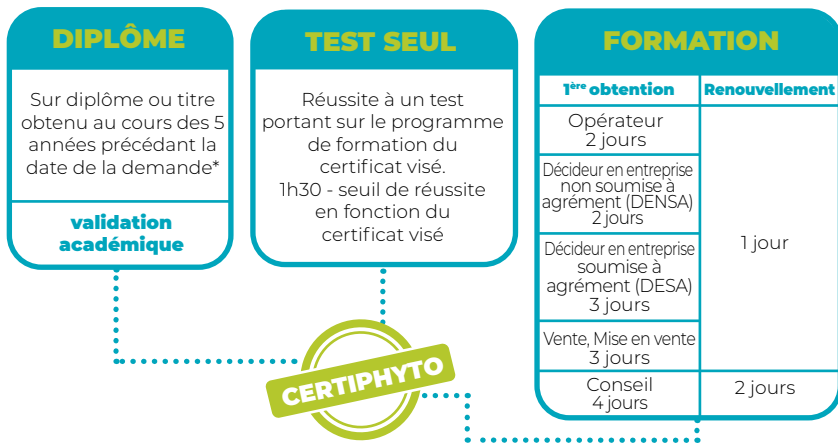 DIPLÔME
Sur diplôme ou titre
obtenu au cours des 5
années précédant la
date de la demande*
validation
académique
TEST SEUL
Réussite à un test
portant sur le programme
de formation du
certificat visé.
1h30 - seuil de réussite
en fonction du
certificat visé
FORMATION
1ère obtention
Renouvellement
Opérateur
2 jours
Décideur en entreprise
non soumise à
agrément (DENSA)
2 jours
Décideur en entreprise
soumise à
agrément (DESA)
3 jours
Vente, Mise en vente
3 jours
1 jour
Conseil
4 jours
2 jours
CERTIPHYTO